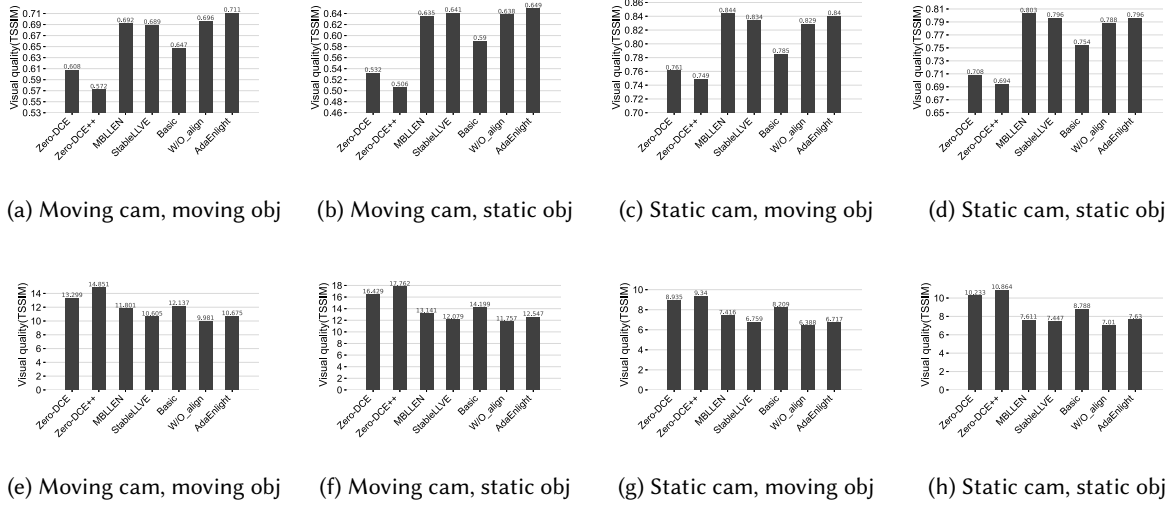 Visual quality(TSSIM)
0.71
0.69
0.67
0.65
0.63
0.61
0.59
0.57
0.55
0.53
0.608
0.572
0.692
0.689
0.647
0.696
0.711
Zero-DCE
Zero-DCE++
MBLLEN
StableLLVE
Basic
W/O_align
AdaEnlight
(a) Moving cam, moving obj
Visual quality(TSSIM)
0.64
0.62
0.60
0.58
0.56
0.54
0.52
0.50
0.48
0.46
0.532
0.506
0.635
0.641
0.59
0.638
0.649
Zero-DCE
Zero-DCE++
MBLLEN
StableLLVE
Basic
W/O_align
AdaEnlight
(b) Moving cam, static obj
Visual quality(TSSIM)
0.86
0.84
0.82
0.80
0.78
0.76
0.74
0.72
0.70
0.761
0.749
0.844
0.834
0.785
0.829
0.84
Zero-DCE
Zero-DCE++
MBLLEN
StableLLVE
Basic
W/O_align
AdaEnlight
(c) Static cam, moving obj
Visual quality(TSSIM)
0.81
0.79
0.77
0.75
0.73
0.71
0.69
0.67
0.65
0.708
0.694
0.803
0.796
0.754
0.788
0.796
Zero-DCE
Zero-DCE++
MBLLEN
StableLLVE
Basic
W/O_align
AdaEnlight
(d) Static cam, static obj
Visual quality(TSSIM)
14
12
10
8
6
4
2
0
13.299
14.851
11.801
10.605
12.137
9.981
10.675
Zero-DCE
Zero-DCE++
MBLLEN
StableLLVE
Basic
W/O_align
AdaEnlight
(e) Moving cam, moving obj
Visual quality(TSSIM)
18
16
14
12
10
8
6
4
2
0
16.429
17.762
13.141
12.079
14.199
11.757
12.547
Zero-DCE
Zero-DCE++
MBLLEN
StableLLVE
Basic
W/O_align
AdaEnlight
(f) Moving cam, static obj
Visual quality(TSSIM)
10
8
6
4
2
0
8.935
9.34
7.416
6.759
8.209
6.388
6.717
Zero-DCE
Zero-DCE++
MBLLEN
StableLLVE
Basic
W/O_align
AdaEnlight
(g) Static cam, moving obj
Visual quality(TSSIM)
10
8
6
4
2
0
10.233
10.864
7.611
7.447
8.788
7.01
7.63
Zero-DCE
Zero-DCE++
MBLLEN
StableLLVE
Basic
W/O_align
AdaEnlight
(h) Static cam, static obj